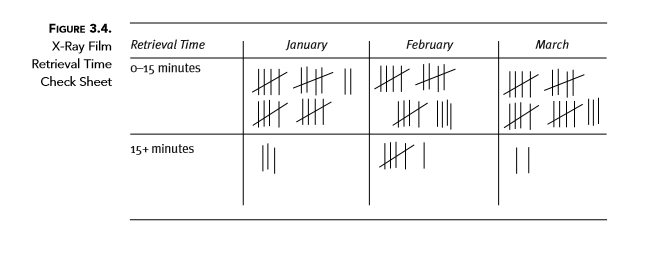 FIGURE 3.4.
X-Ray Film
Retrieval Time
Check Sheet
Retrieval Time January February March
0–15 minutes
15+ minutes